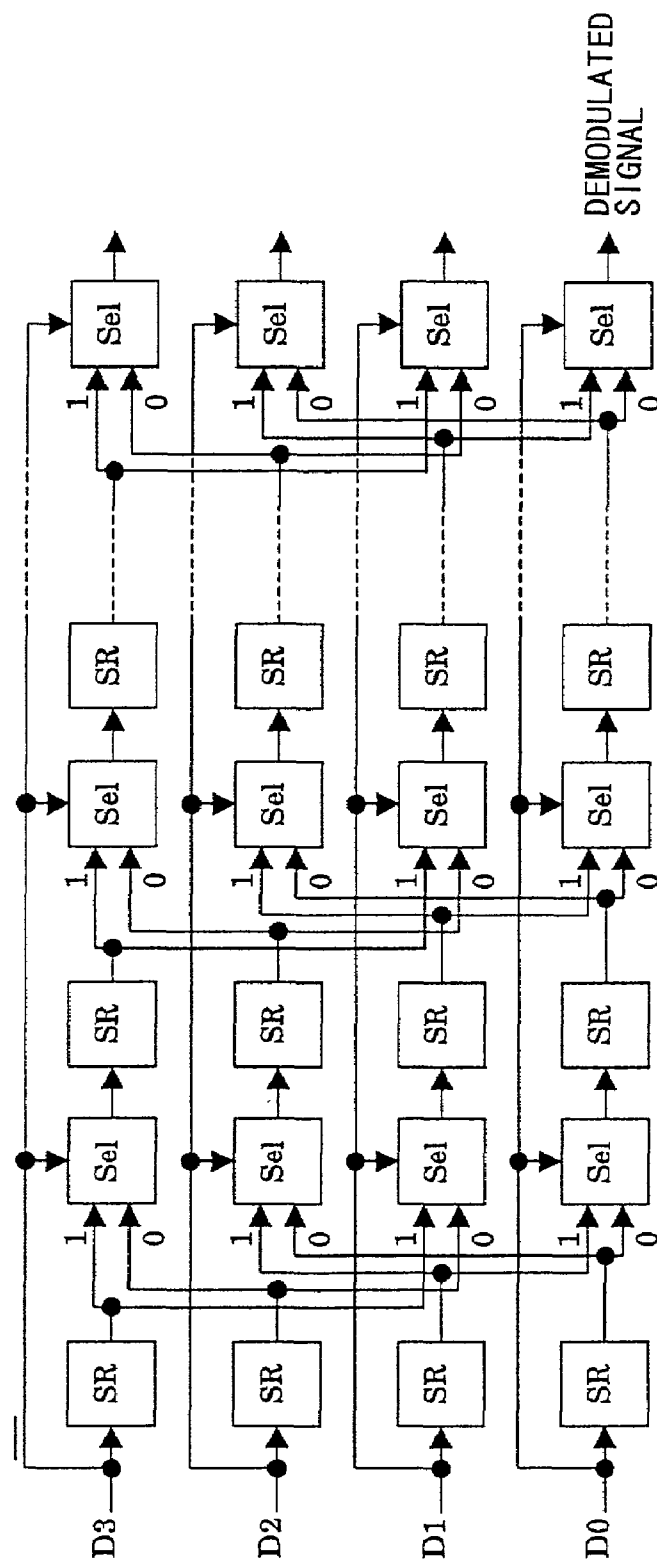 1 1 1
D3 SR Sel SR Sel SR Sel
0 0 0
1 1 1
D2 SR Sel SR Sel SR Sel
0 0 0
1 1 1
D1 SR Sel SR Sel SR Sel
0 0 0
1 1 1
D0 SR Sel SR Sel SR Sel DEMODULATED
SIGNAL
0 0 0